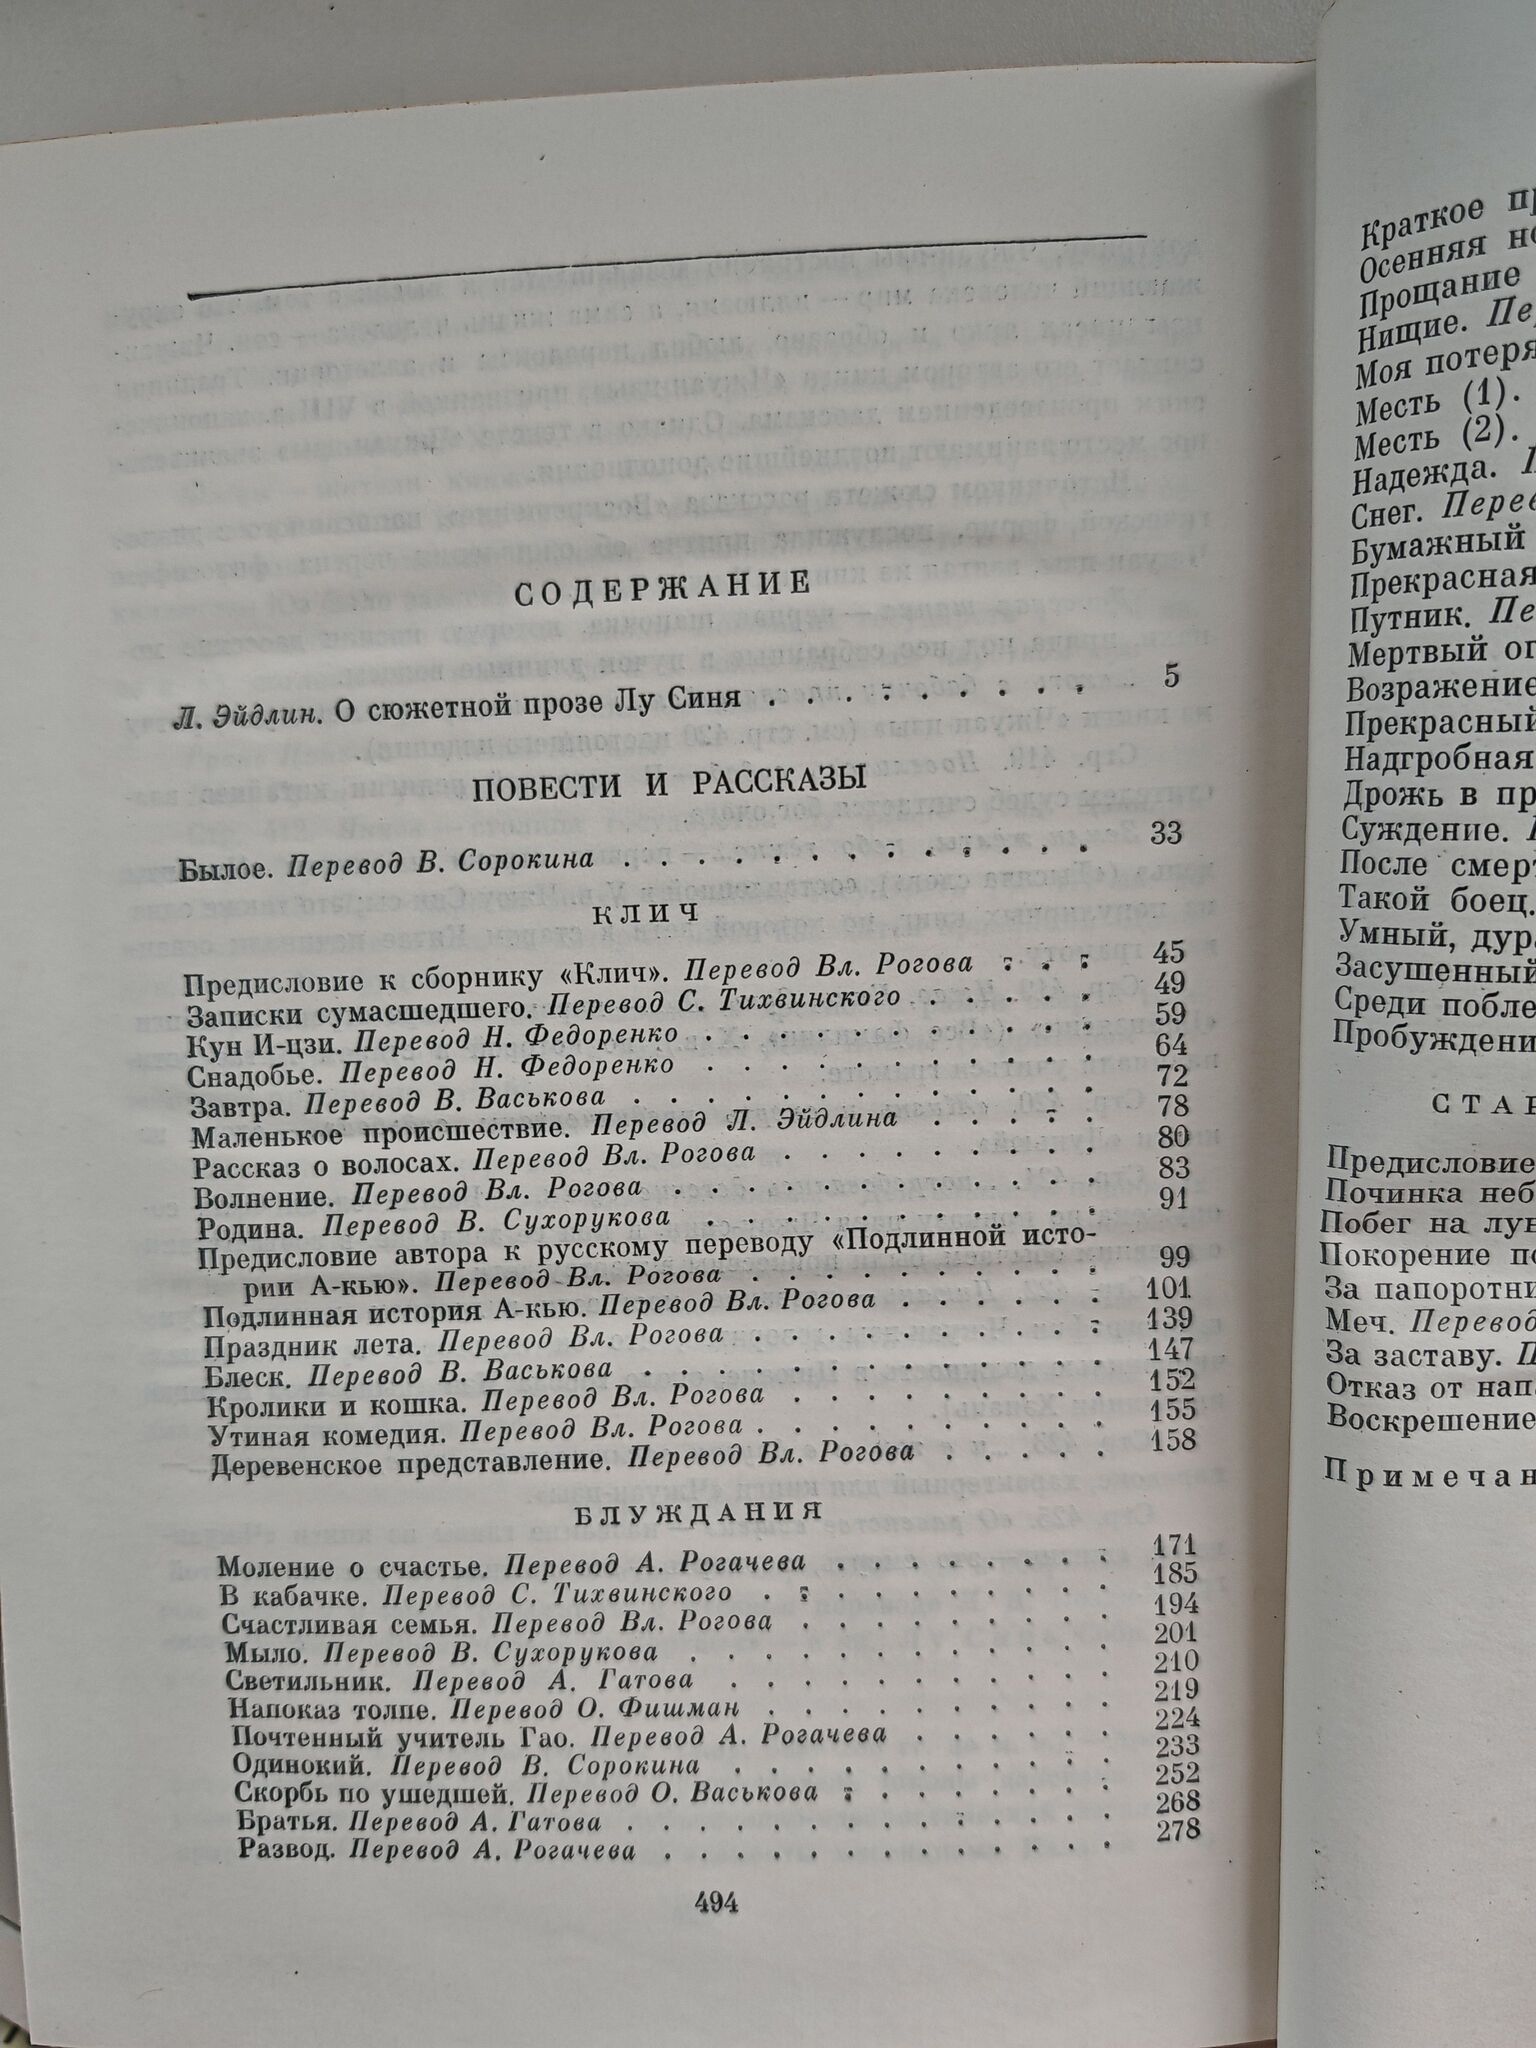 СОДЕРЖАНИЕ
Л. Эйдлин. О сюжетной прозе Лу Синя . . . . . . . . . . 5
ПОВЕСТИ И РАССКАЗЫ
Былое. Перевод В. Сорокина . . . . . . . . . . . . . 33
КЛИЧ
Предисловие к сборнику «Клич». Перевод Вл. Рогова . . . 45
Записки сумасшедшего. Перевод С. Тихвинского . . . . . 49
Кун И-цзи. Перевод Н. Федоренко . . . . . . . . . . . 59
Снадобье. Перевод Н. Федоренко . . . . . . . . . . . 64
Завтра. Перевод В. Васькова . . . . . . . . . . . . . 72
Маленькое происшествие. Перевод Л. Эйдлина . . . . . 78
Рассказ о волосах. Перевод Вл. Рогова . . . . . . . . . 80
Волнение. Перевод Вл. Рогова . . . . . . . . . . . . 83
Родина. Перевод В. Сухорукова . . . . . . . . . . . 91
Предисловие автора к русскому переводу «Подлинной исто-
рии А-кью». Перевод Вл. Рогова . . . . . . . . . . 99
Подлинная история А-кью. Перевод Вл. Рогова . . . . . . 101
Праздник лета. Перевод Вл. Рогова . . . . . . . . . . 139
Блеск. Перевод В. Васькова . . . . . . . . . . . . . 147
Кролики и кошка. Перевод Вл. Рогова . . . . . . . . . 152
Утиная комедия. Перевод Вл. Рогова . . . . . . . . . . 155
Деревенское представление. Перевод Вл. Рогова . . . . . 158
БЛУЖДАНИЯ
Моление о счастье. Перевод А. Рогачева . . . . . . . . 171
В кабачке. Перевод С. Тихвинского . . . . . . . . . . 185
Счастливая семья. Перевод Вл. Рогова . . . . . . . . . 194
Мыло. Перевод В. Сухорукова . . . . . . . . . . . . 201
Светильник. Перевод А. Гатова . . . . . . . . . . . 210
Напоказ толпе. Перевод О. Фишман . . . . . . . . . . 219
Почтенный учитель Гао. Перевод А. Рогачева . . . . . . 224
Одинокий. Перевод В. Сорокина . . . . . . . . . . . 233
Скорбь по ушедшей. Перевод О. Васькова . . . . . . . . 252
Братья. Перевод А. Гатова . . . . . . . . . . . . . . 268
Развод. Перевод А. Рогачева . . . . . . . . . . . . . 278
494
Краткое
Осенняя
Прощание
Нищие.
Моя
Месть (1).
Месть (2).
Надежда.
Снег.
Бумажный
Прекрасная
Путник.
Мертвый
Возражение
Прекрасный
Надгробная
Дрожь в
Суждение.
После
Такой боец.
Умный,
Засушенный
Среди
Предисловие
Починка
Побег на
Покорение
За
Меч. Перевод
За заставу.
Отказ от
Воскрешение